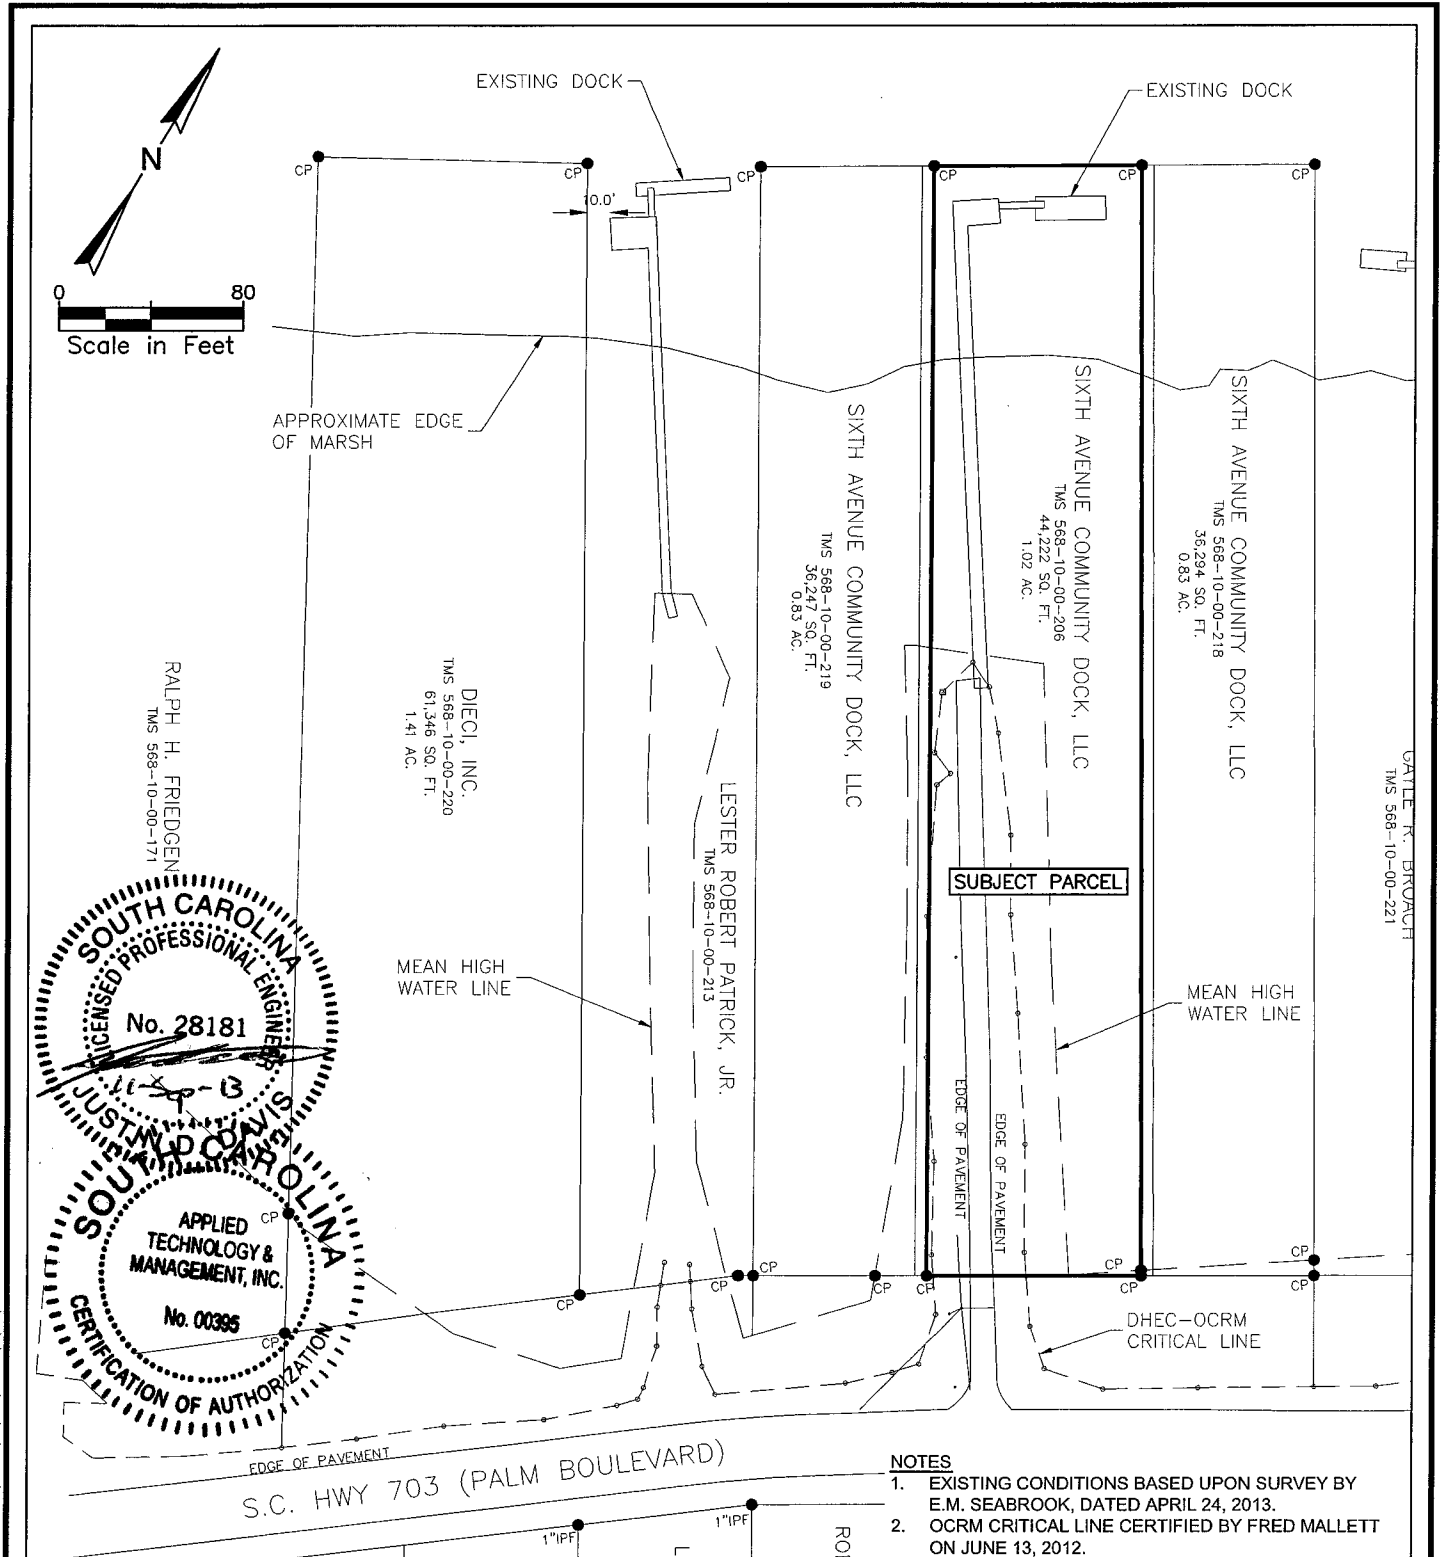 EXISTING DOCK
EXISTING DOCK
N
CP
CP
CP
CP
CP
CP
10.0'
0 80
Scale in Feet
APPROXIMATE EDGE
OF MARSH
SIXTH AVENUE COMMUNITY DOCK, LLC
TMS 568-10-00-219
36,247 SQ. FT.
0.83 AC.
SIXTH AVENUE COMMUNITY DOCK, LLC
TMS 568-10-00-206
44,222 SQ. FT.
1.02 AC.
SIXTH AVENUE COMMUNITY DOCK, LLC
TMS 568-10-00-218
36,294 SQ. FT.
0.83 AC.
RALPH H. FRIEDGEN
TMS 568-10-00-171
DIECI, INC.
TMS 568-10-00-220
61,346 SQ. FT.
1.41 AC.
LESTER ROBERT PATRICK, JR.
TMS 568-10-00-213
GAYLE R. BROACH
TMS 568-10-00-221
SUBJECT PARCEL
MEAN HIGH
WATER LINE
MEAN HIGH
WATER LINE
SOUTH CAROLINA
LICENSED PROFESSIONAL ENGINEER
No. 28181
11-Sep-13
JUSTIN D. DAVIS
SOUTH CAROLINA
APPLIED
TECHNOLOGY &
MANAGEMENT, INC.
No. 00395
CERTIFICATION OF AUTHORIZATION
EDGE OF PAVEMENT
EDGE OF PAVEMENT
CP
CP
CP
CP
CP
CP
CP
CP
CP
CP
DHEC-OCRM
CRITICAL LINE
EDGE OF PAVEMENT
S.C. HWY 703 (PALM BOULEVARD)
1"IPF
1"IPF
NOTES
1. EXISTING CONDITIONS BASED UPON SURVEY BY
E.M. SEABROOK, DATED APRIL 24, 2013.
2. OCRM CRITICAL LINE CERTIFIED BY FRED MALLETT
ON JUNE 13, 2012.